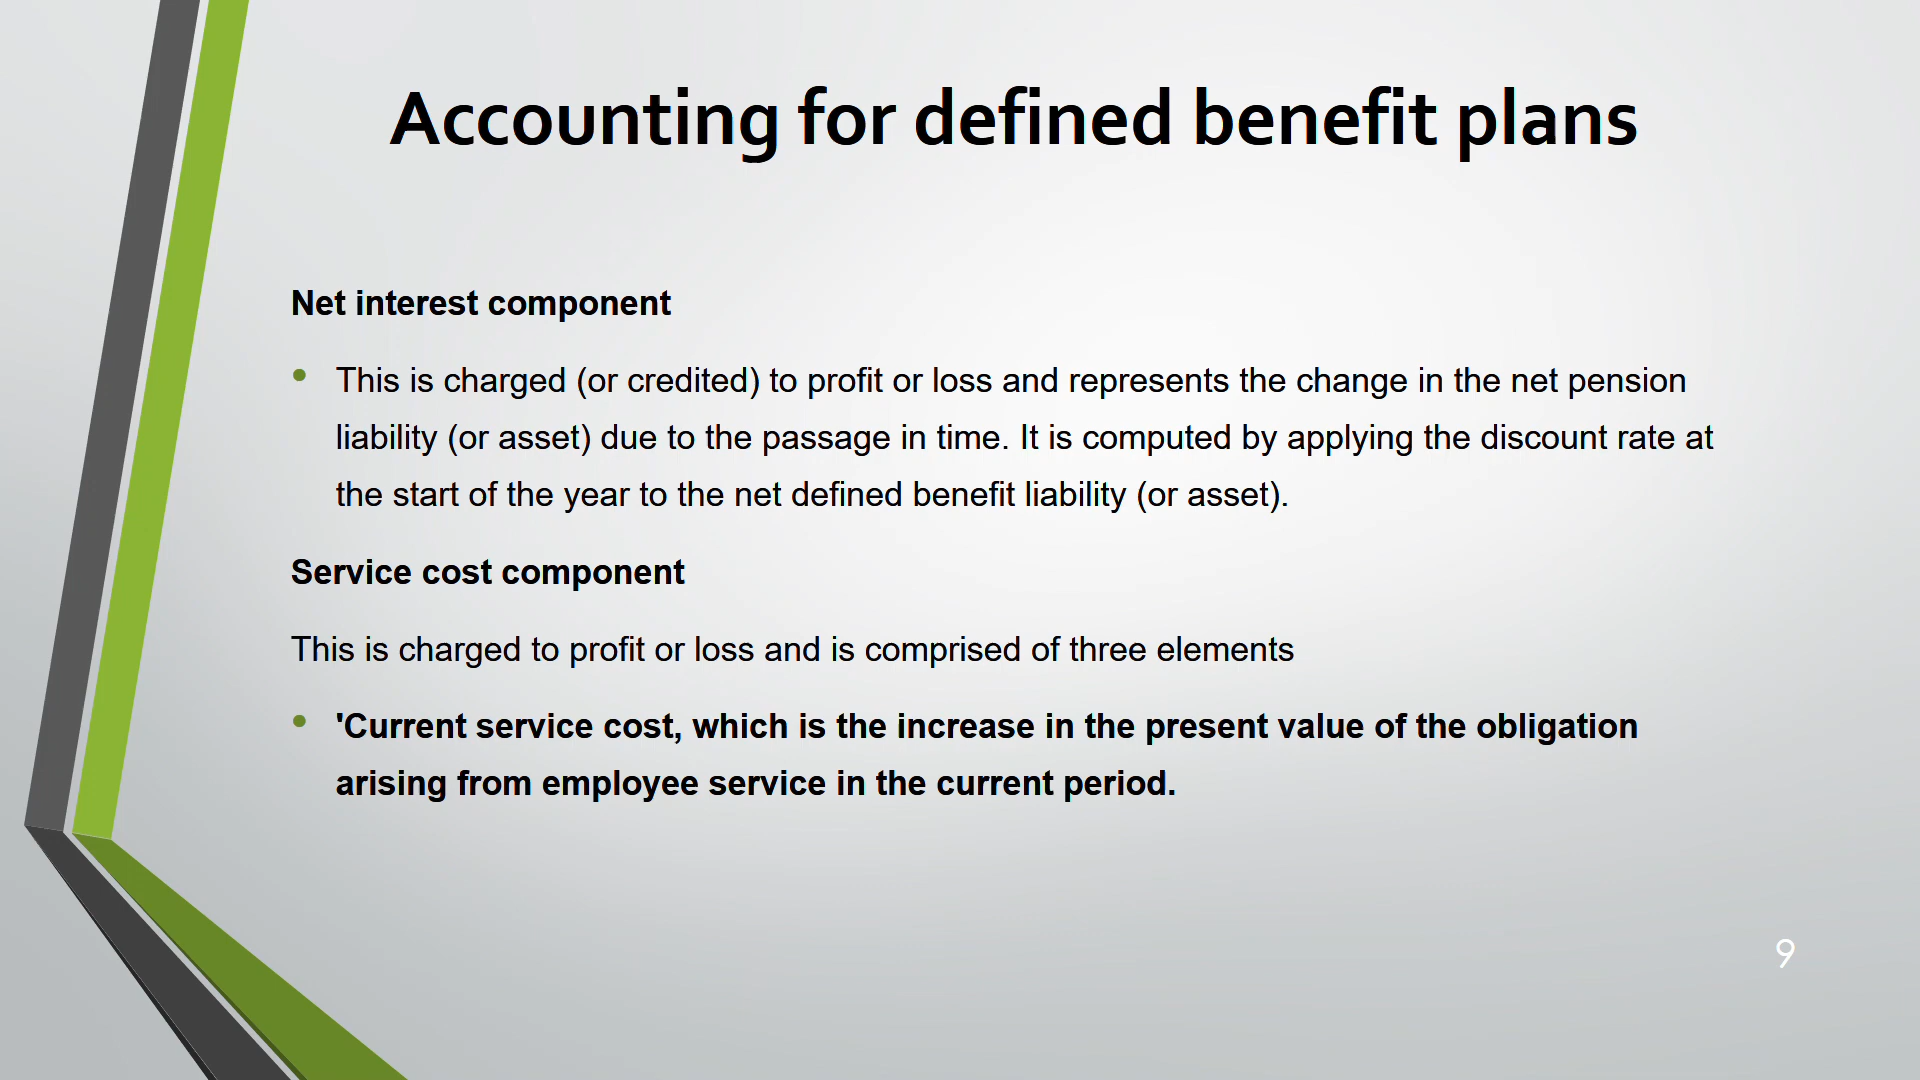 Accounting for defined benefit plans
Net interest component
• This is charged (or credited) to profit or loss and represents the change in the net pension
liability (or asset) due to the passage in time. It is computed by applying the discount rate at
the start of the year to the net defined benefit liability (or asset).
Service cost component
This is charged to profit or loss and is comprised of three elements
• 'Current service cost, which is the increase in the present value of the obligation
arising from employee service in the current period.
9